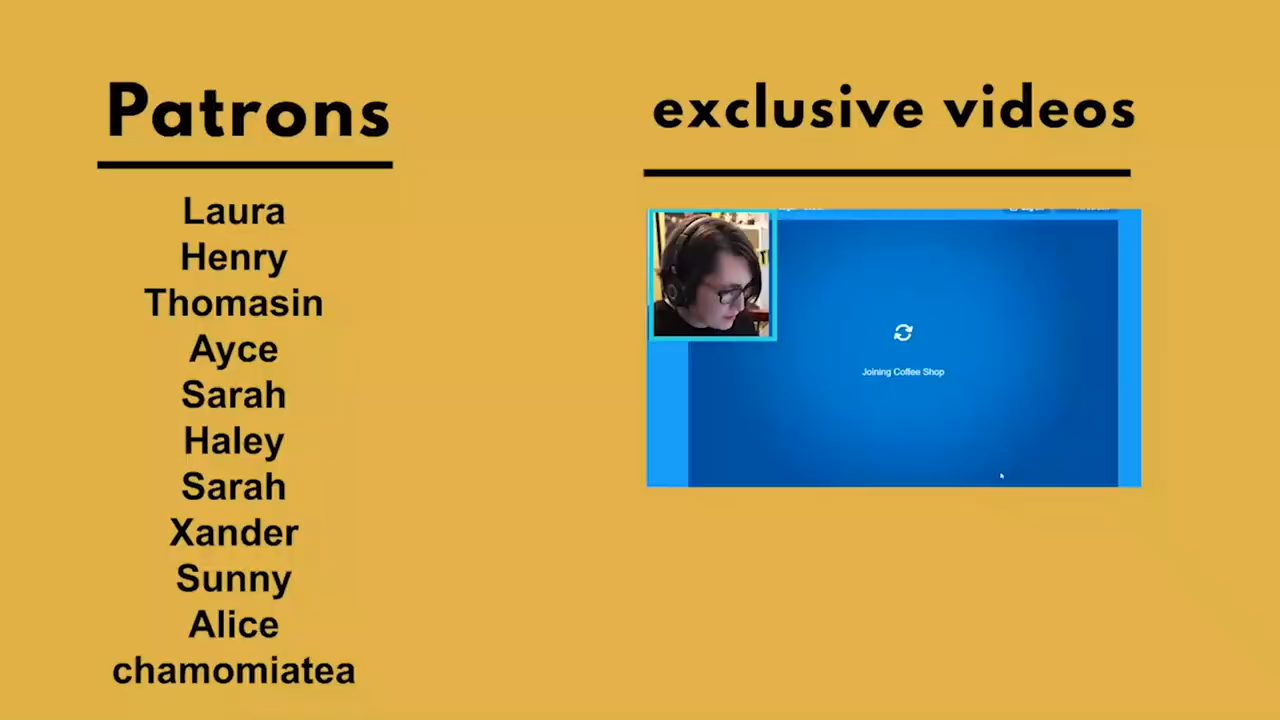 Patrons
Laura
Henry
Thomasin
Ayce
Sarah
Haley
Sarah
Xander
Sunny
Alice
chamomiatea
exclusive videos
Joining Coffee Shop